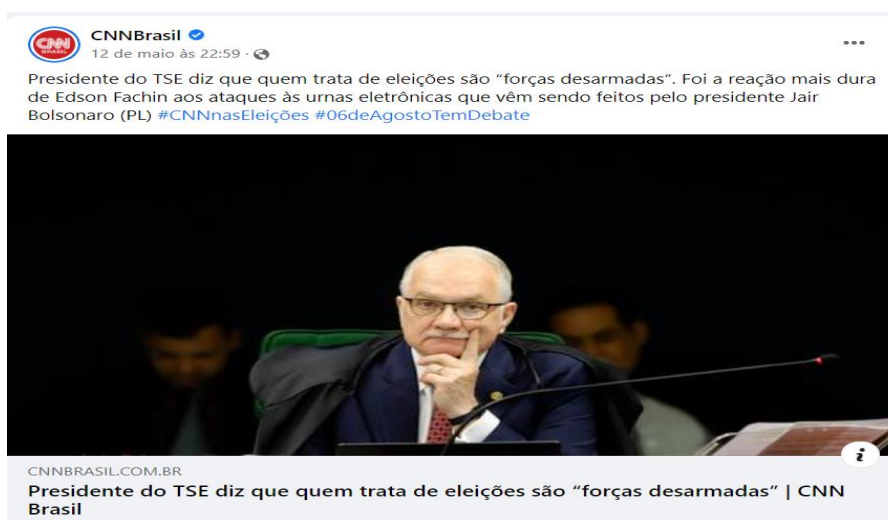 CNN
BRASIL
CNNBrasil
12 de maio às 22:59 ·
Presidente do TSE diz que quem trata de eleições são “forças desarmadas”. Foi a reação mais dura
de Edson Fachin aos ataques às urnas eletrônicas que vêm sendo feitos pelo presidente Jair
Bolsonaro (PL) #CNNnasEleições #06deAgostoTemDebate
CNNBRASIL.COM.BR
Presidente do TSE diz que quem trata de eleições são “forças desarmadas” | CNN
Brasil